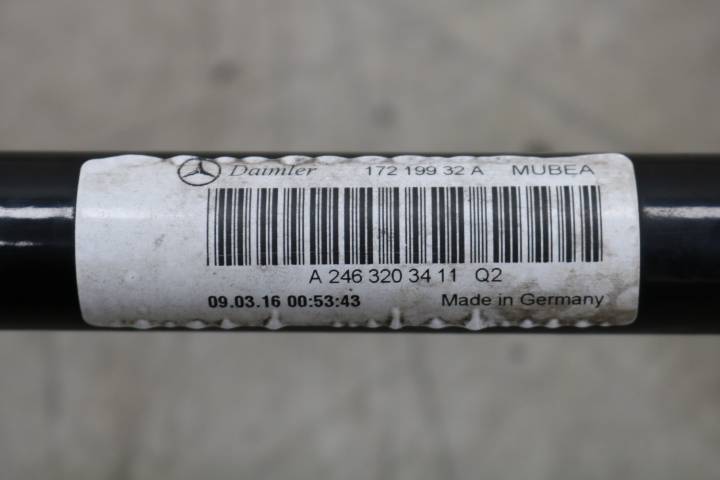 Daimler 172 199 32 A MUBEA
A 246 320 34 11 Q2
09.03.16 00:53:43 Made in Germany